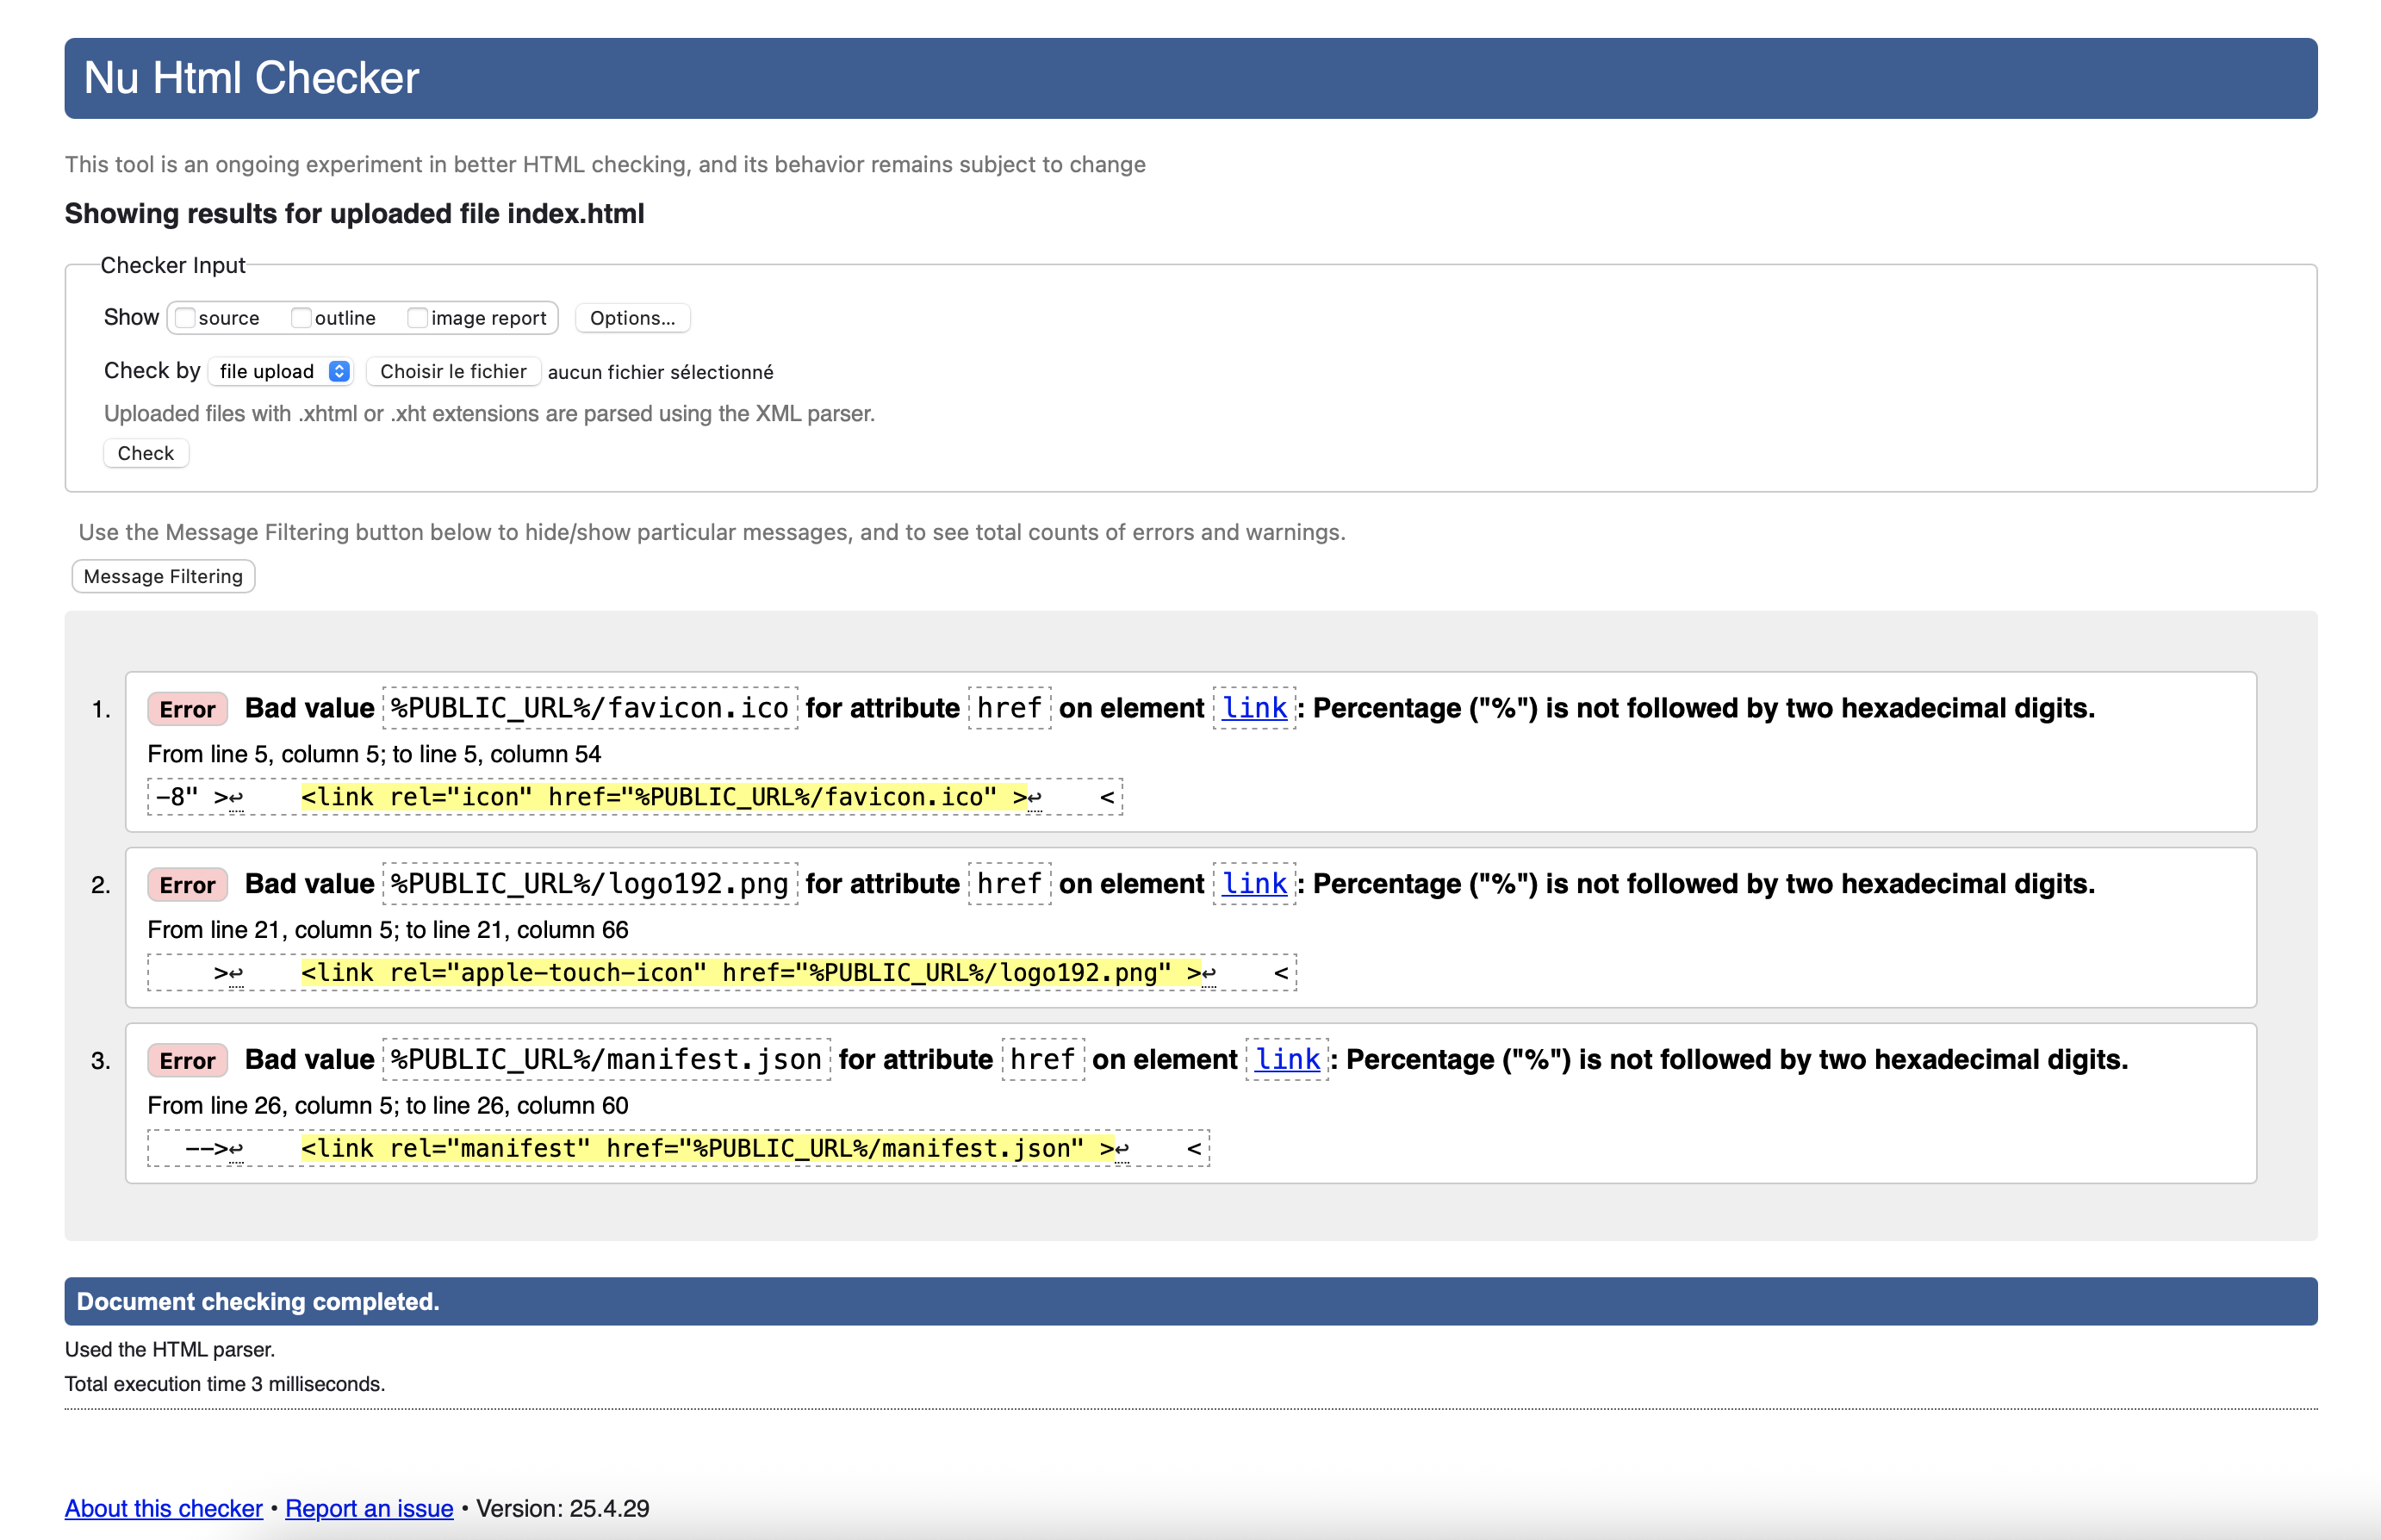 Nu Html Checker
This tool is an ongoing experiment in better HTML checking, and its behavior remains subject to change
Showing results for uploaded file index.html
Checker Input
Show source outline image report Options...
Check by file upload Choisir le fichier aucun fichier sélectionné
Uploaded files with .xhtml or .xht extensions are parsed using the XML parser.
Check
Use the Message Filtering button below to hide/show particular messages, and to see total counts of errors and warnings.
Message Filtering
1. Error Bad value %PUBLIC_URL%/favicon.ico for attribute href on element link: Percentage ("%") is not followed by two hexadecimal digits.
From line 5, column 5; to line 5, column 54
-8" >↩    <link rel="icon" href="%PUBLIC_URL%/favicon.ico" >↩    <
2. Error Bad value %PUBLIC_URL%/logo192.png for attribute href on element link: Percentage ("%") is not followed by two hexadecimal digits.
From line 21, column 5; to line 21, column 66
>↩    <link rel="apple-touch-icon" href="%PUBLIC_URL%/logo192.png" >↩    <
3. Error Bad value %PUBLIC_URL%/manifest.json for attribute href on element link: Percentage ("%") is not followed by two hexadecimal digits.
From line 26, column 5; to line 26, column 60
-->↩    <link rel="manifest" href="%PUBLIC_URL%/manifest.json" >↩    <
Document checking completed.
Used the HTML parser.
Total execution time 3 milliseconds.
About this checker • Report an issue • Version: 25.4.29